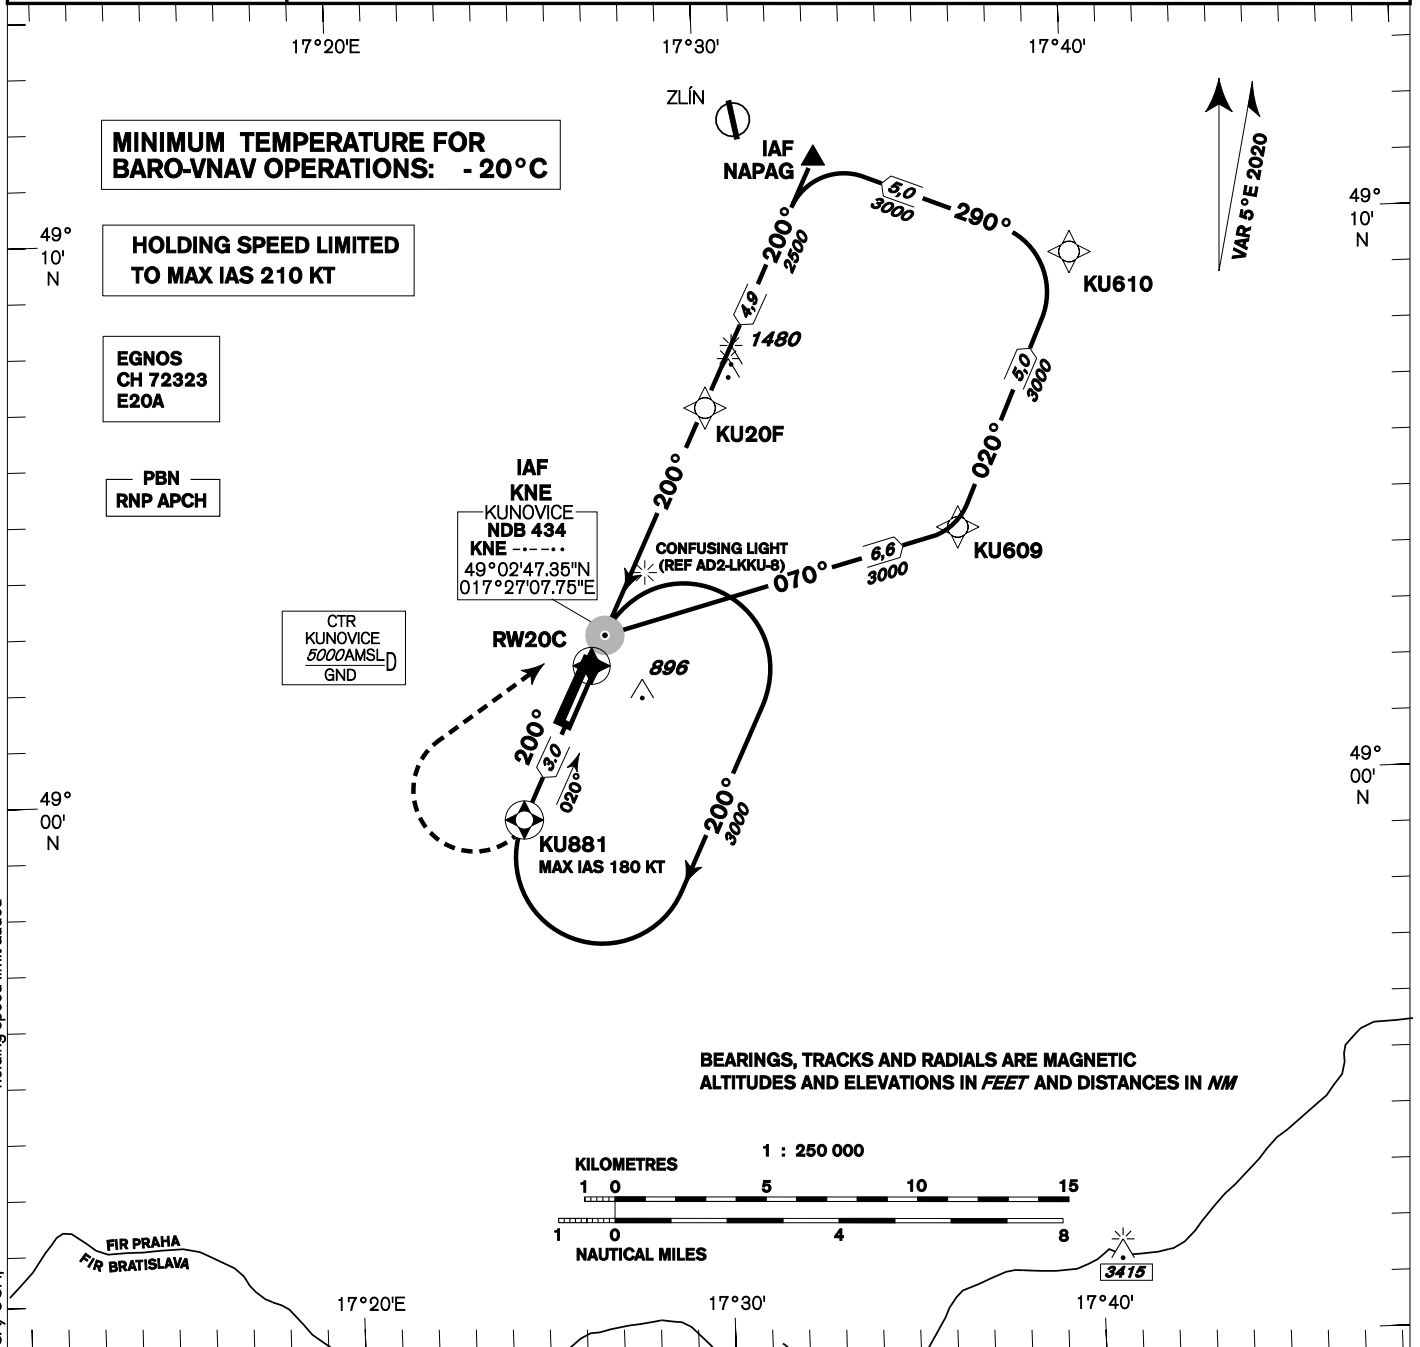 17°20'E
17°30'
17°40'
ZLÍN
IAF
NAPAG
MINIMUM TEMPERATURE FOR
BARO-VNAV OPERATIONS: - 20°C
VAR 5°E 2020
5,0
3000
290°
49°
10'
N
HOLDING SPEED LIMITED
TO MAX IAS 210 KT
49°
10'
N
200°
2500
KU610
4,9
1480
EGNOS
CH 72323
E20A
5,0
3000
KU20F
020°
PBN
RNP APCH
IAF
KNE
KUNOVICE
NDB 434
KNE -·- -· ·
49°02'47.35"N
017°27'07.75"E
200°
CONFUSING LIGHT
(REF AD2-LKKU-8)
KU609
6,6
3000
070°
CTR
KUNOVICE
5000AMSL D
GND
RW20C
896
200°
3.0
020°
49°
00'
N
49°
00'
N
200°
3000
KU881
MAX IAS 180 KT
BEARINGS, TRACKS AND RADIALS ARE MAGNETIC
ALTITUDES AND ELEVATIONS IN FEET AND DISTANCES IN NM
1 : 250 000
KILOMETRES
1 0 5 10 15
1 0 4 8
NAUTICAL MILES
FIR PRAHA
FIR BRATISLAVA
3415
17°20'E
17°30'
17°40'